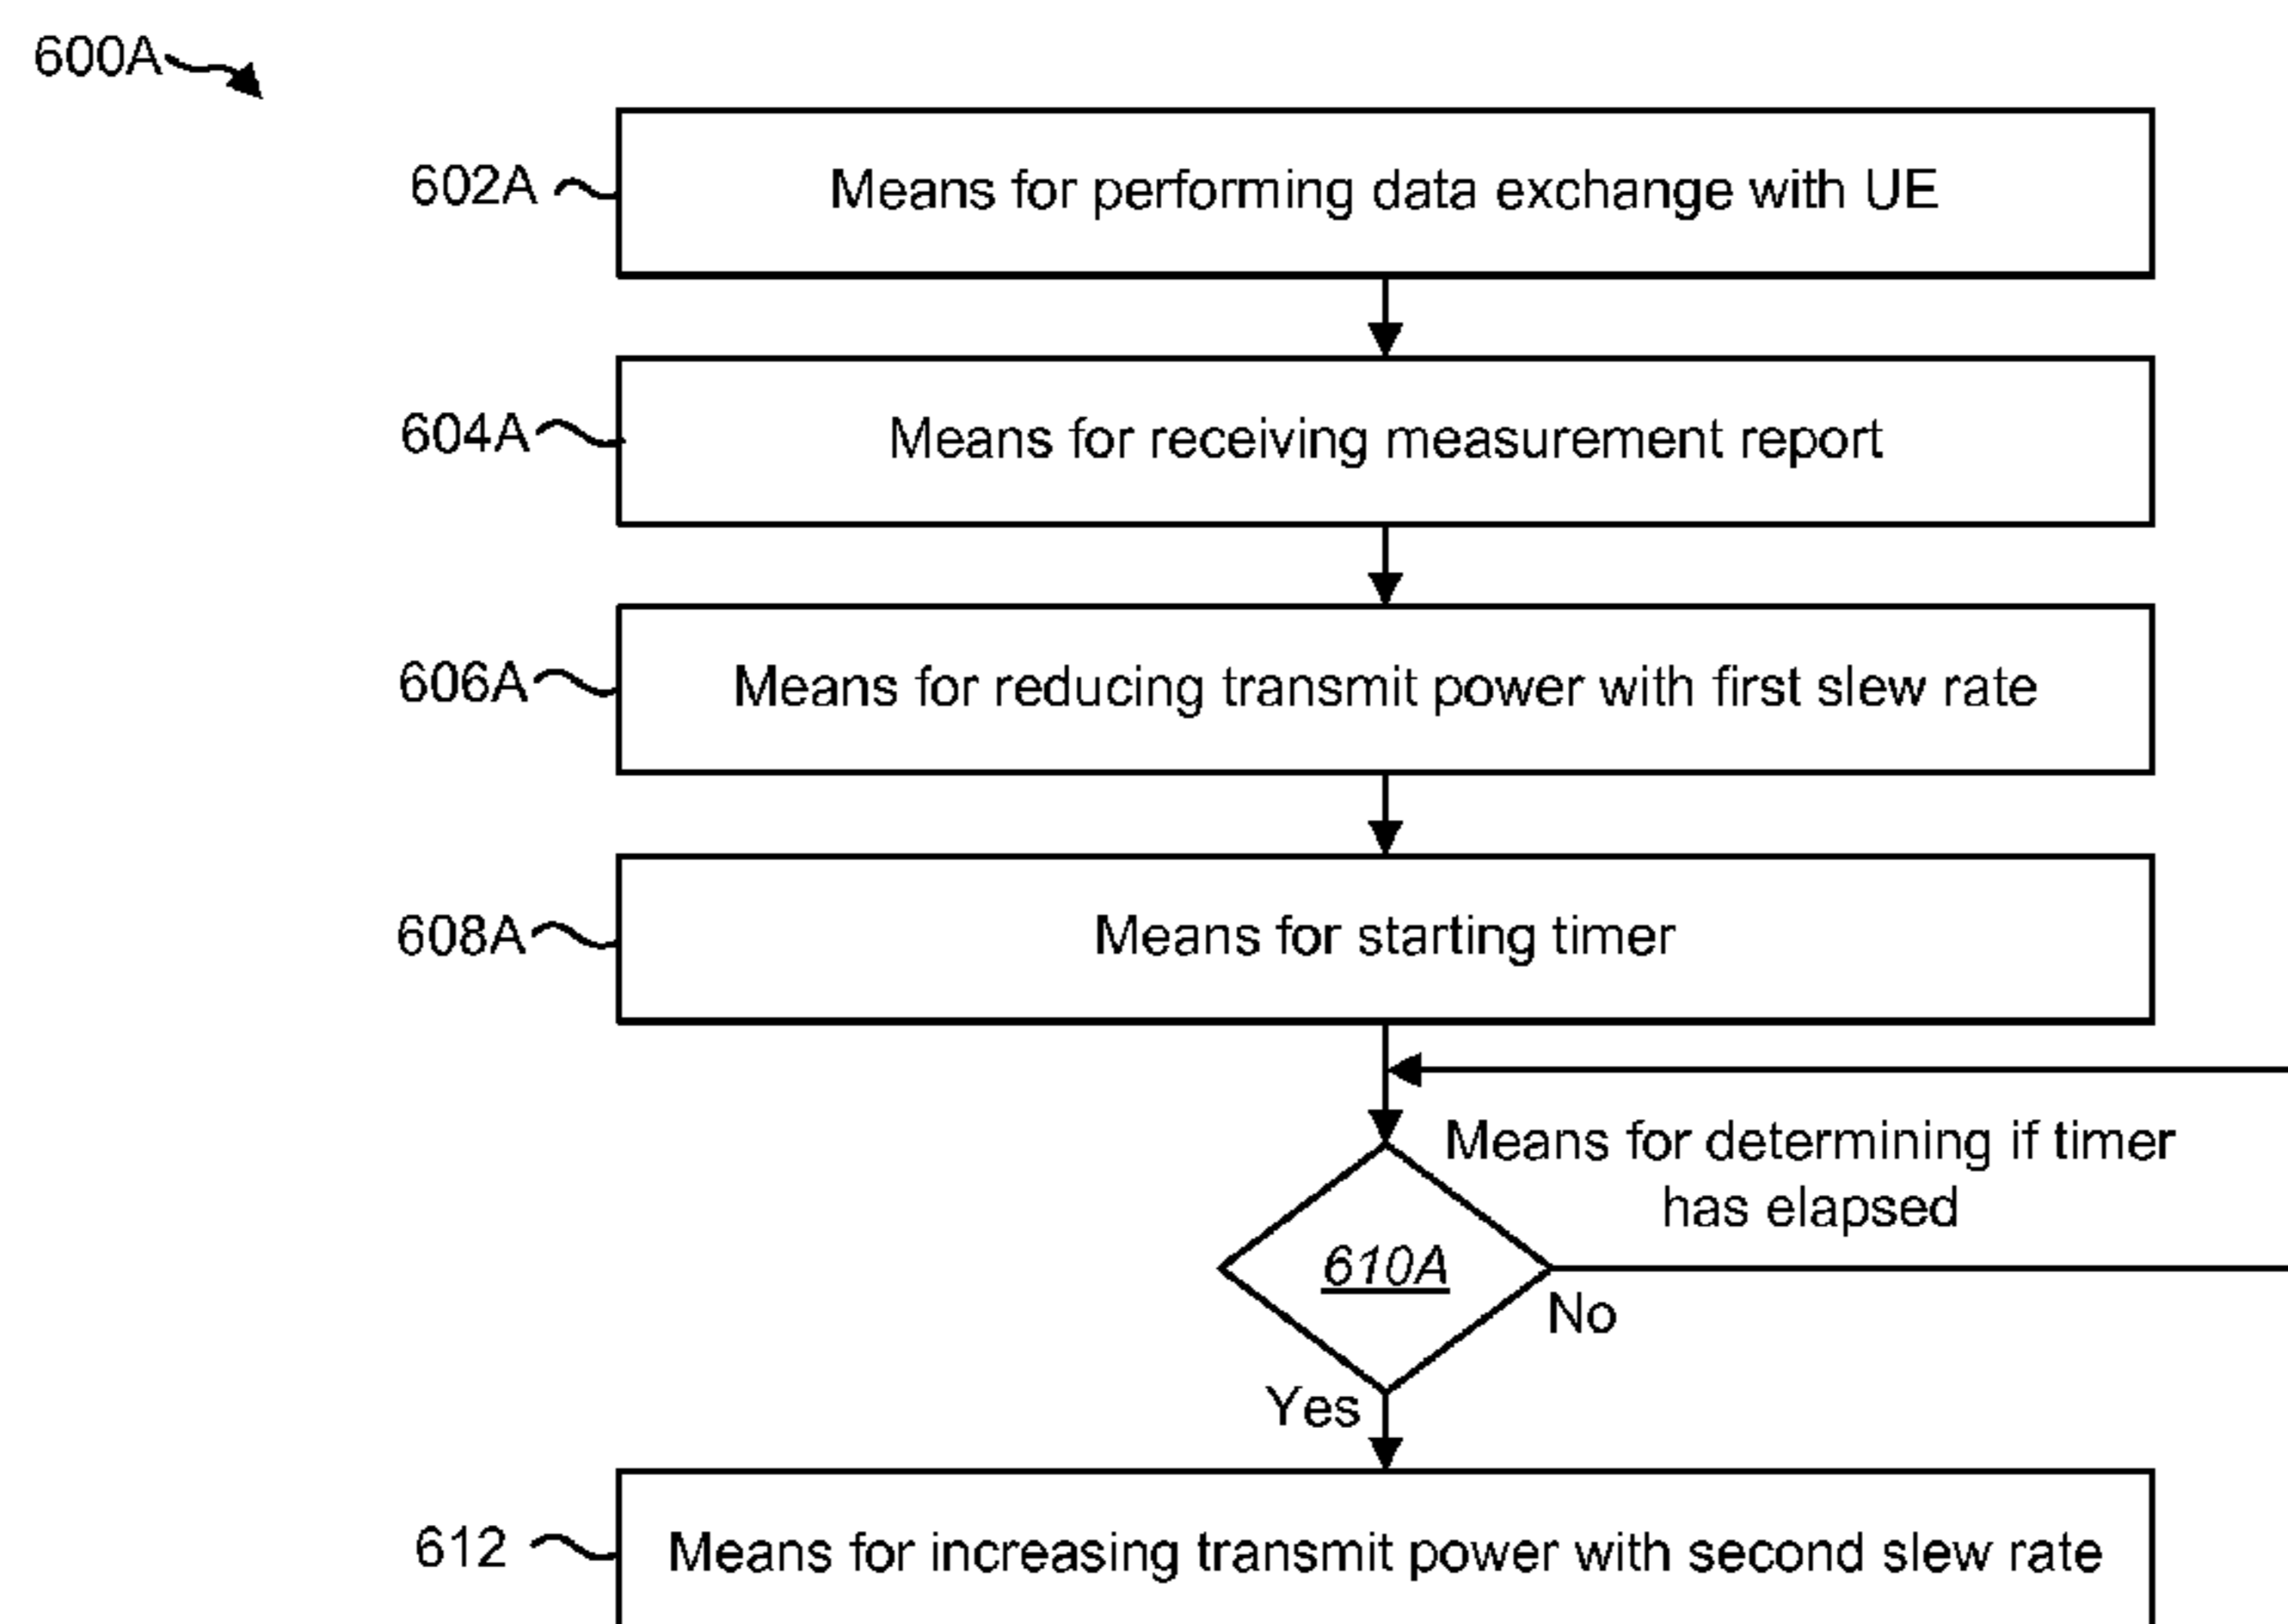 600A
602A
Means for performing data exchange with UE
604A
Means for receiving measurement report
606A
Means for reducing transmit power with first slew rate
608A
Means for starting timer
Means for determining if timer
has elapsed
610A
No
Yes
612
Means for increasing transmit power with second slew rate